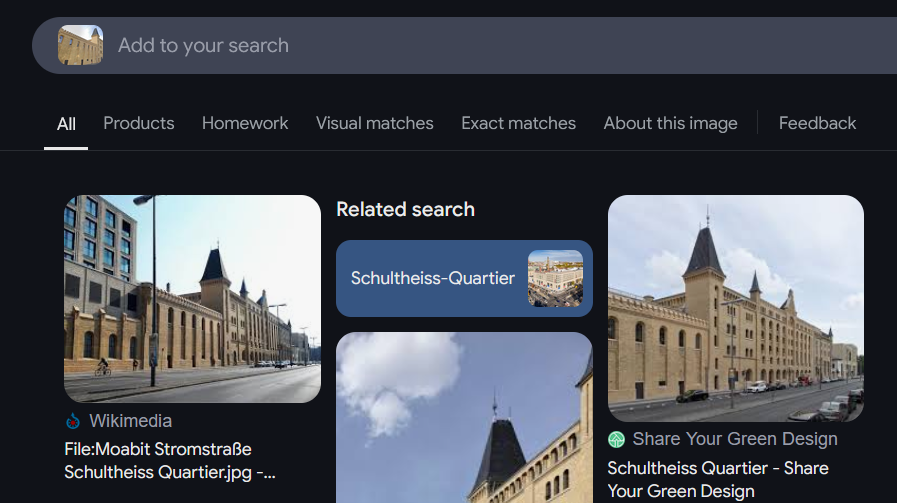 Add to your search
All Products Homework Visual matches Exact matches About this image Feedback
Wikimedia
File:Moabit Stromstraße
Schultheiss Quartier.jpg -...
Related search
Schultheiss-Quartier
Share Your Green Design
Schultheiss Quartier - Share
Your Green Design